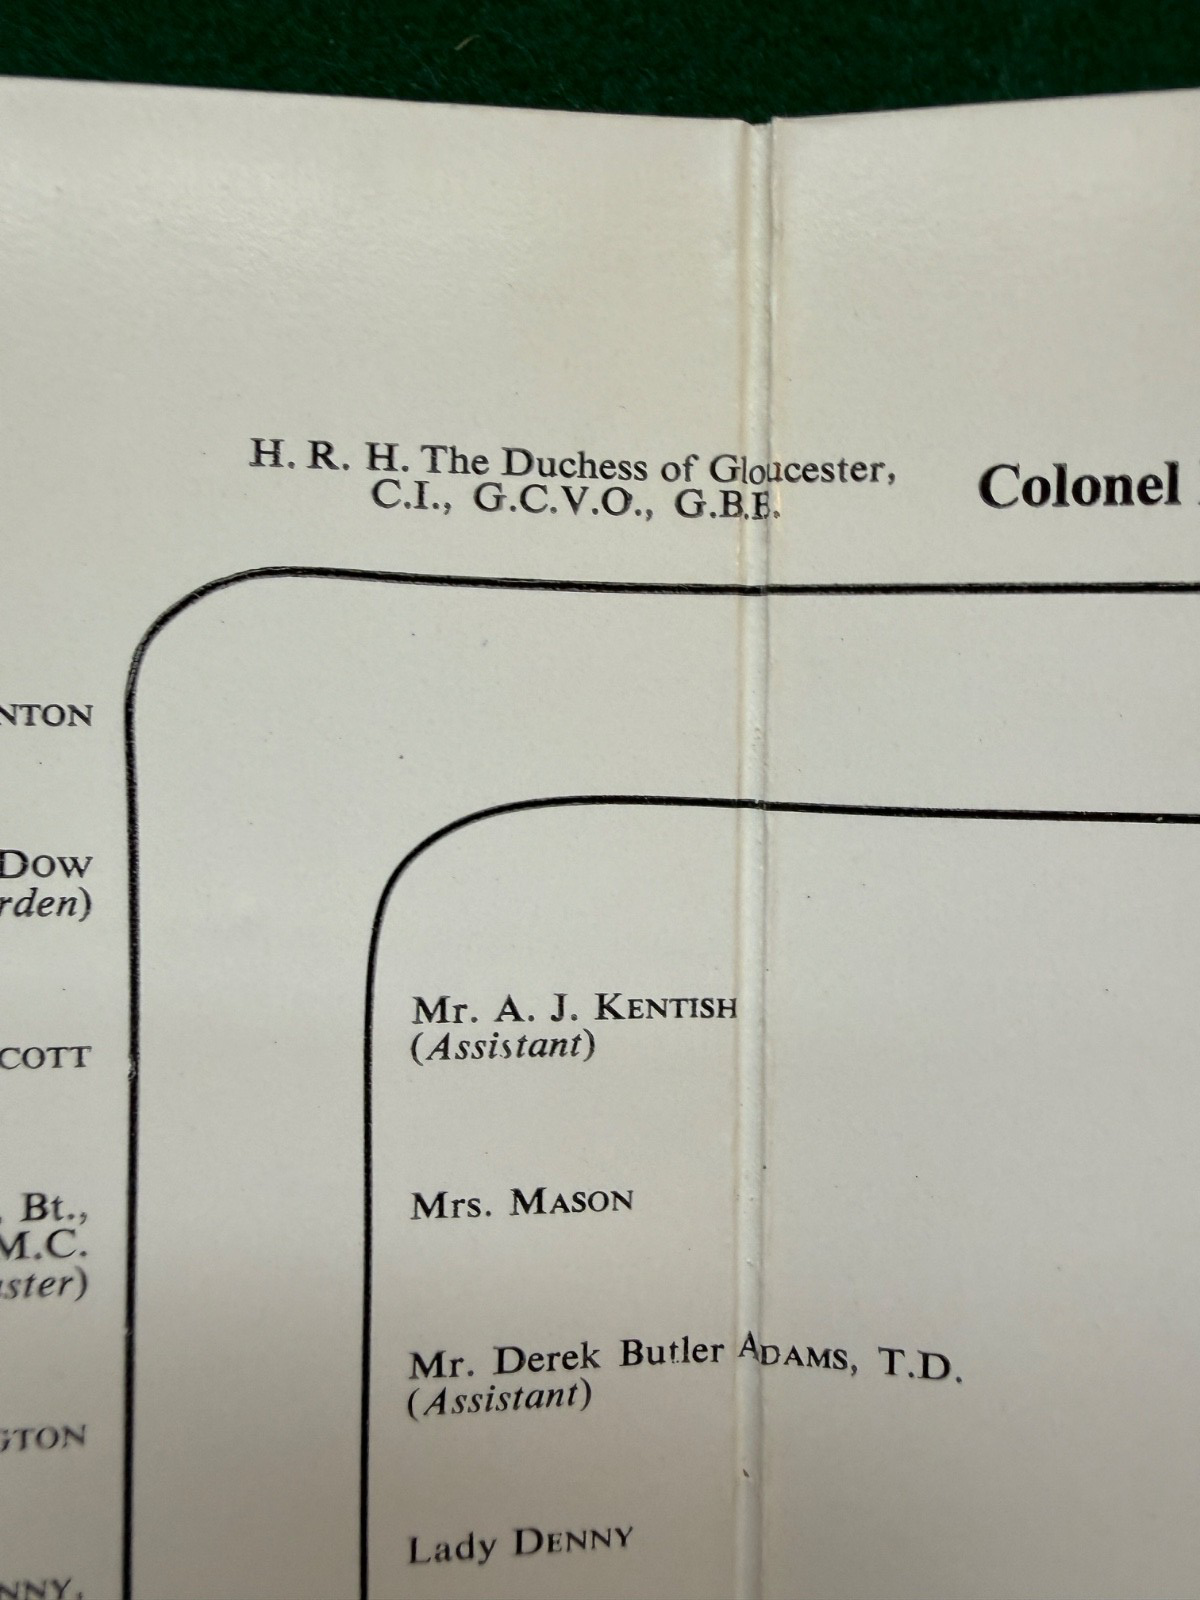 H. R. H. The Duchess of Gloucester,
C.I., G.C.V.O., G.B.E.
Colonel
NTON
DOW
rden)
COTT
Bt.,
M.C.
ster)
GTON
NNY,
Mr. A. J. KENTISH
(Assistant)
Mrs. MASON
Mr. Derek Butler ADAMS, T.D.
(Assistant)
Lady DENNY